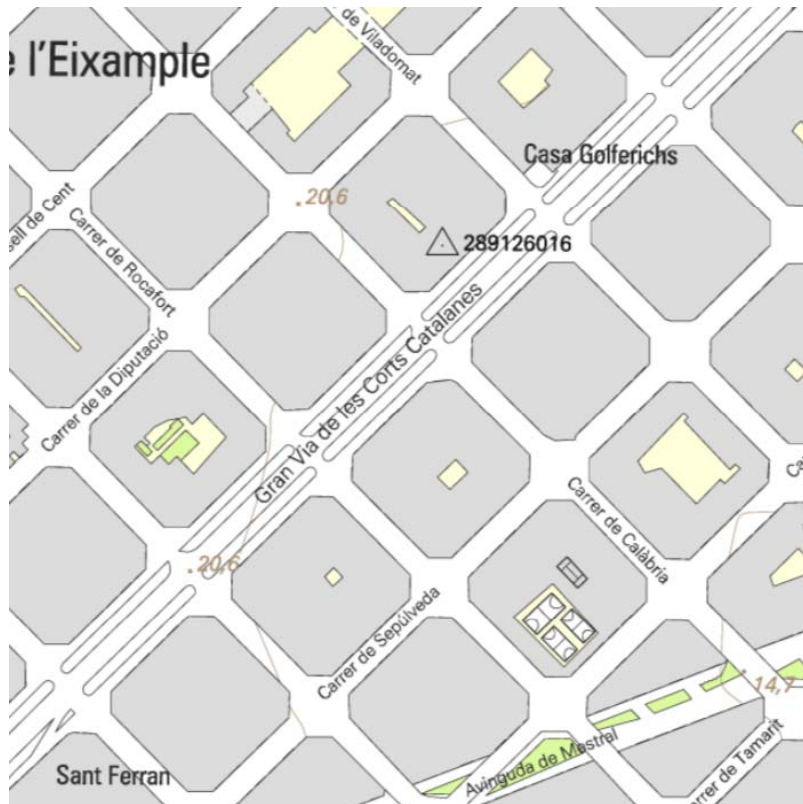 de Viladomat
e l'Eixample
Casa Golferichs
.20,6
289126016
sell de Cent
Carrer de Rocafort
Gran Via de les Corts Catalanes
Carrer de la Diputació
Carrer de Calàbria
.20,6
Carrer de Sepúlveda
14,7
Avinguda de Mistral
rrer de Tamarit
Sant Ferran